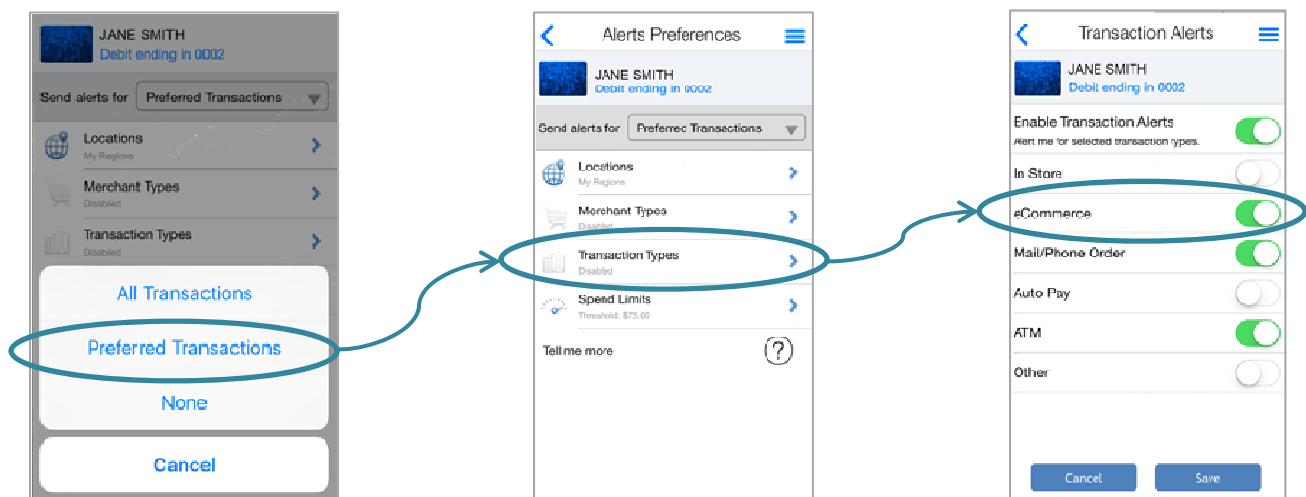 JANE SMITH
Debit ending in 0002
Send alerts for Preferred Transactions
Locations
My Regions
Merchant Types
Disabled
Transaction Types
Disabled
All Transactions
Preferred Transactions
None
Cancel
Alerts Preferences
JANE SMITH
Debit ending in 0002
Send alerts for Preferred Transactions
Locations
My Regions
Merchant Types
Disabled
Transaction Types
Disabled
Spend Limits
Threshold: $75.00
Tell me more ?
Transaction Alerts
JANE SMITH
Debit ending in 0002
Enable Transaction Alerts
Alert me for selected transaction types.
In Store
eCommerce
Mail/Phone Order
Auto Pay
ATM
Other
Cancel Save